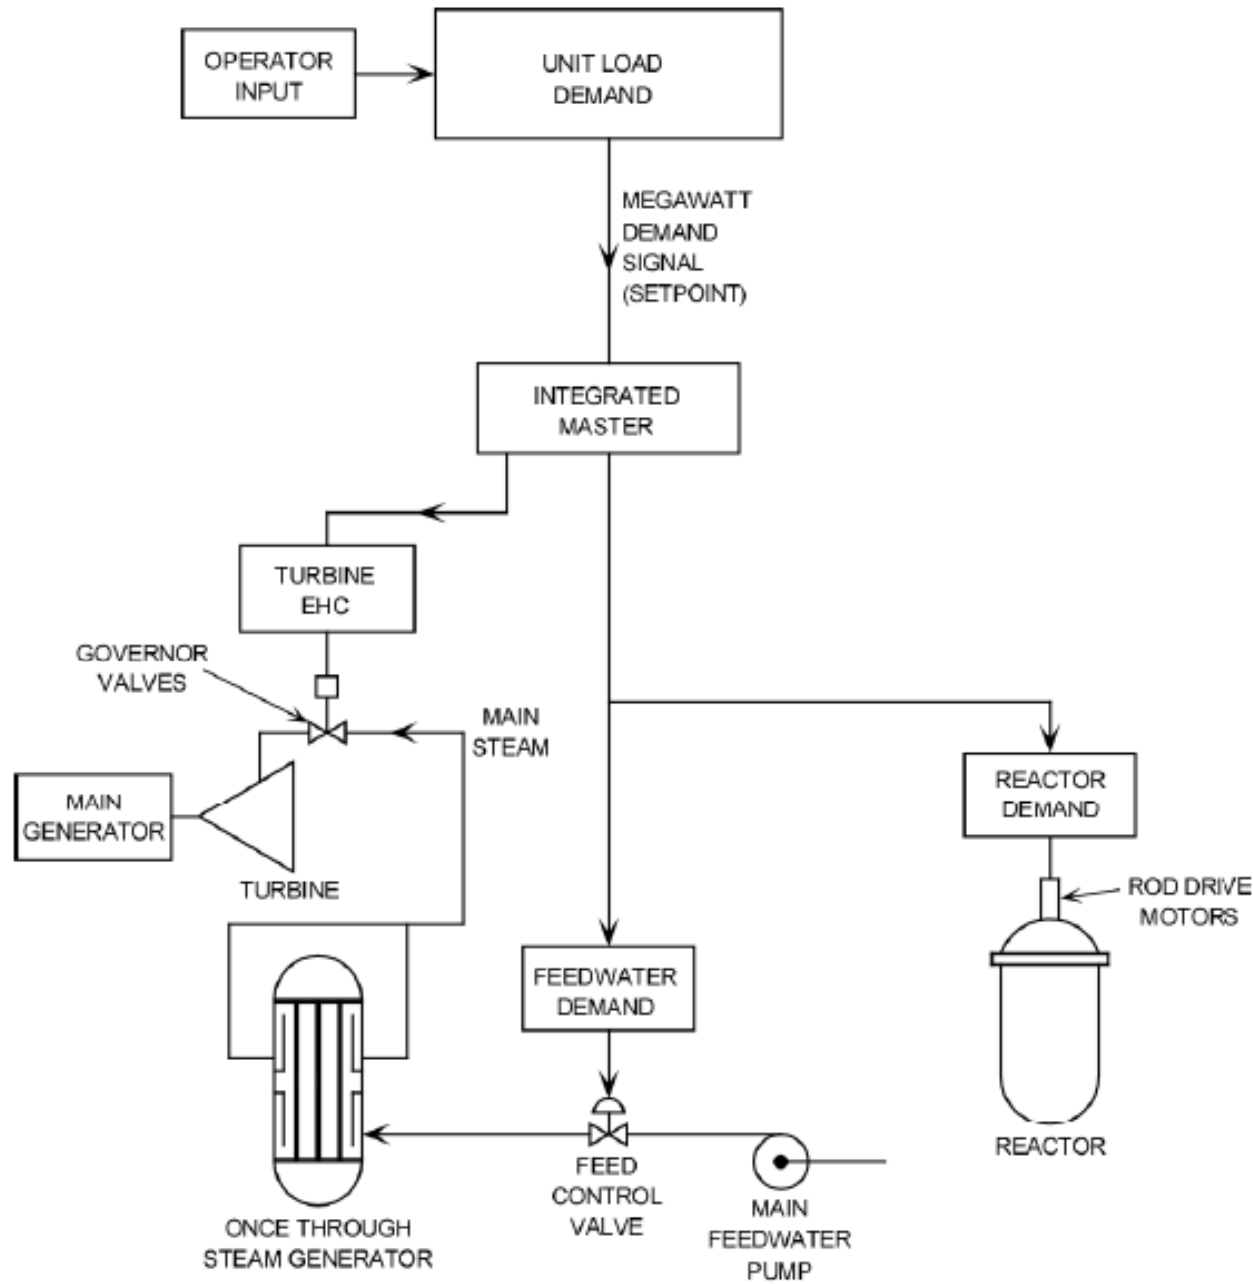 OPERATOR
INPUT
UNIT LOAD
DEMAND
MEGAWATT
DEMAND
SIGNAL
(SETPOINT)
INTEGRATED
MASTER
TURBINE
EHC
GOVERNOR
VALVES
MAIN
STEAM
MAIN
GENERATOR
TURBINE
REACTOR
DEMAND
ROD DRIVE
MOTORS
FEEDWATER
DEMAND
REACTOR
FEED
CONTROL
VALVE
MAIN
FEEDWATER
PUMP
ONCE THROUGH
STEAM GENERATOR